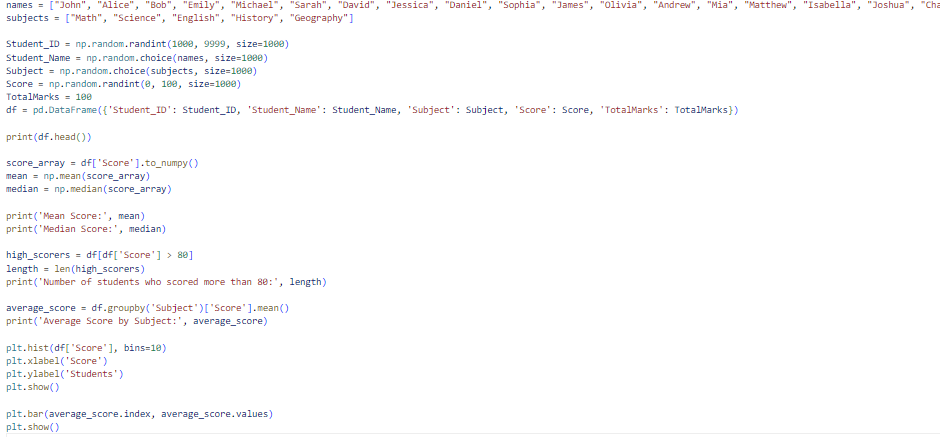 names = ["John", "Alice", "Bob", "Emily", "Michael", "Sarah", "David", "Jessica", "Daniel", "Sophia", "James", "Olivia", "Andrew", "Mia", "Matthew", "Isabella", "Joshua", "Cha
subjects = ["Math", "Science", "English", "History", "Geography"]
Student_ID = np.random.randint(1000, 9999, size=1000)
Student_Name = np.random.choice(names, size=1000)
Subject = np.random.choice(subjects, size=1000)
Score = np.random.randint(0, 100, size=1000)
TotalMarks = 100
df = pd.DataFrame({'Student_ID': Student_ID, 'Student_Name': Student_Name, 'Subject': Subject, 'Score': Score, 'TotalMarks': TotalMarks})
print(df.head())
score_array = df['Score'].to_numpy()
mean = np.mean(score_array)
median = np.median(score_array)
print('Mean Score:', mean)
print('Median Score:', median)
high_scorers = df[df['Score'] > 80]
length = len(high_scorers)
print('Number of students who scored more than 80:', length)
average_score = df.groupby('Subject')['Score'].mean()
print('Average Score by Subject:', average_score)
plt.hist(df['Score'], bins=10)
plt.xlabel('Score')
plt.ylabel('Students')
plt.show()
plt.bar(average_score.index, average_score.values)
plt.show()